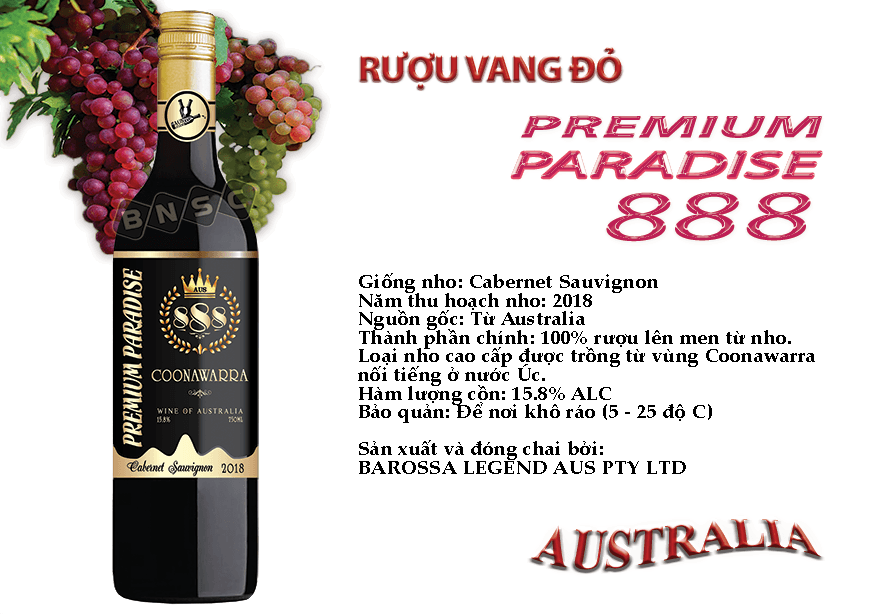 BNSC
PREMIUM PARADISE
AUS
888
COONAWARRA
WINE OF AUSTRALIA
15.8% 750ML
Cabernet Sauvignon 2018
RƯỢU VANG ĐỎ
PREMIUM
PARADISE
888
Giống nho: Cabernet Sauvignon
Năm thu hoạch nho: 2018
Nguồn gốc: Từ Australia
Thành phần chính: 100% rượu lên men từ nho.
Loại nho cao cấp được trồng từ vùng Coonawarra
nổi tiếng ở nước Úc.
Hàm lượng cồn: 15.8% ALC
Bảo quản: Để nơi khô ráo (5 - 25 độ C)
Sản xuất và đóng chai bởi:
BAROSSA LEGEND AUS PTY LTD
AUSTRALIA